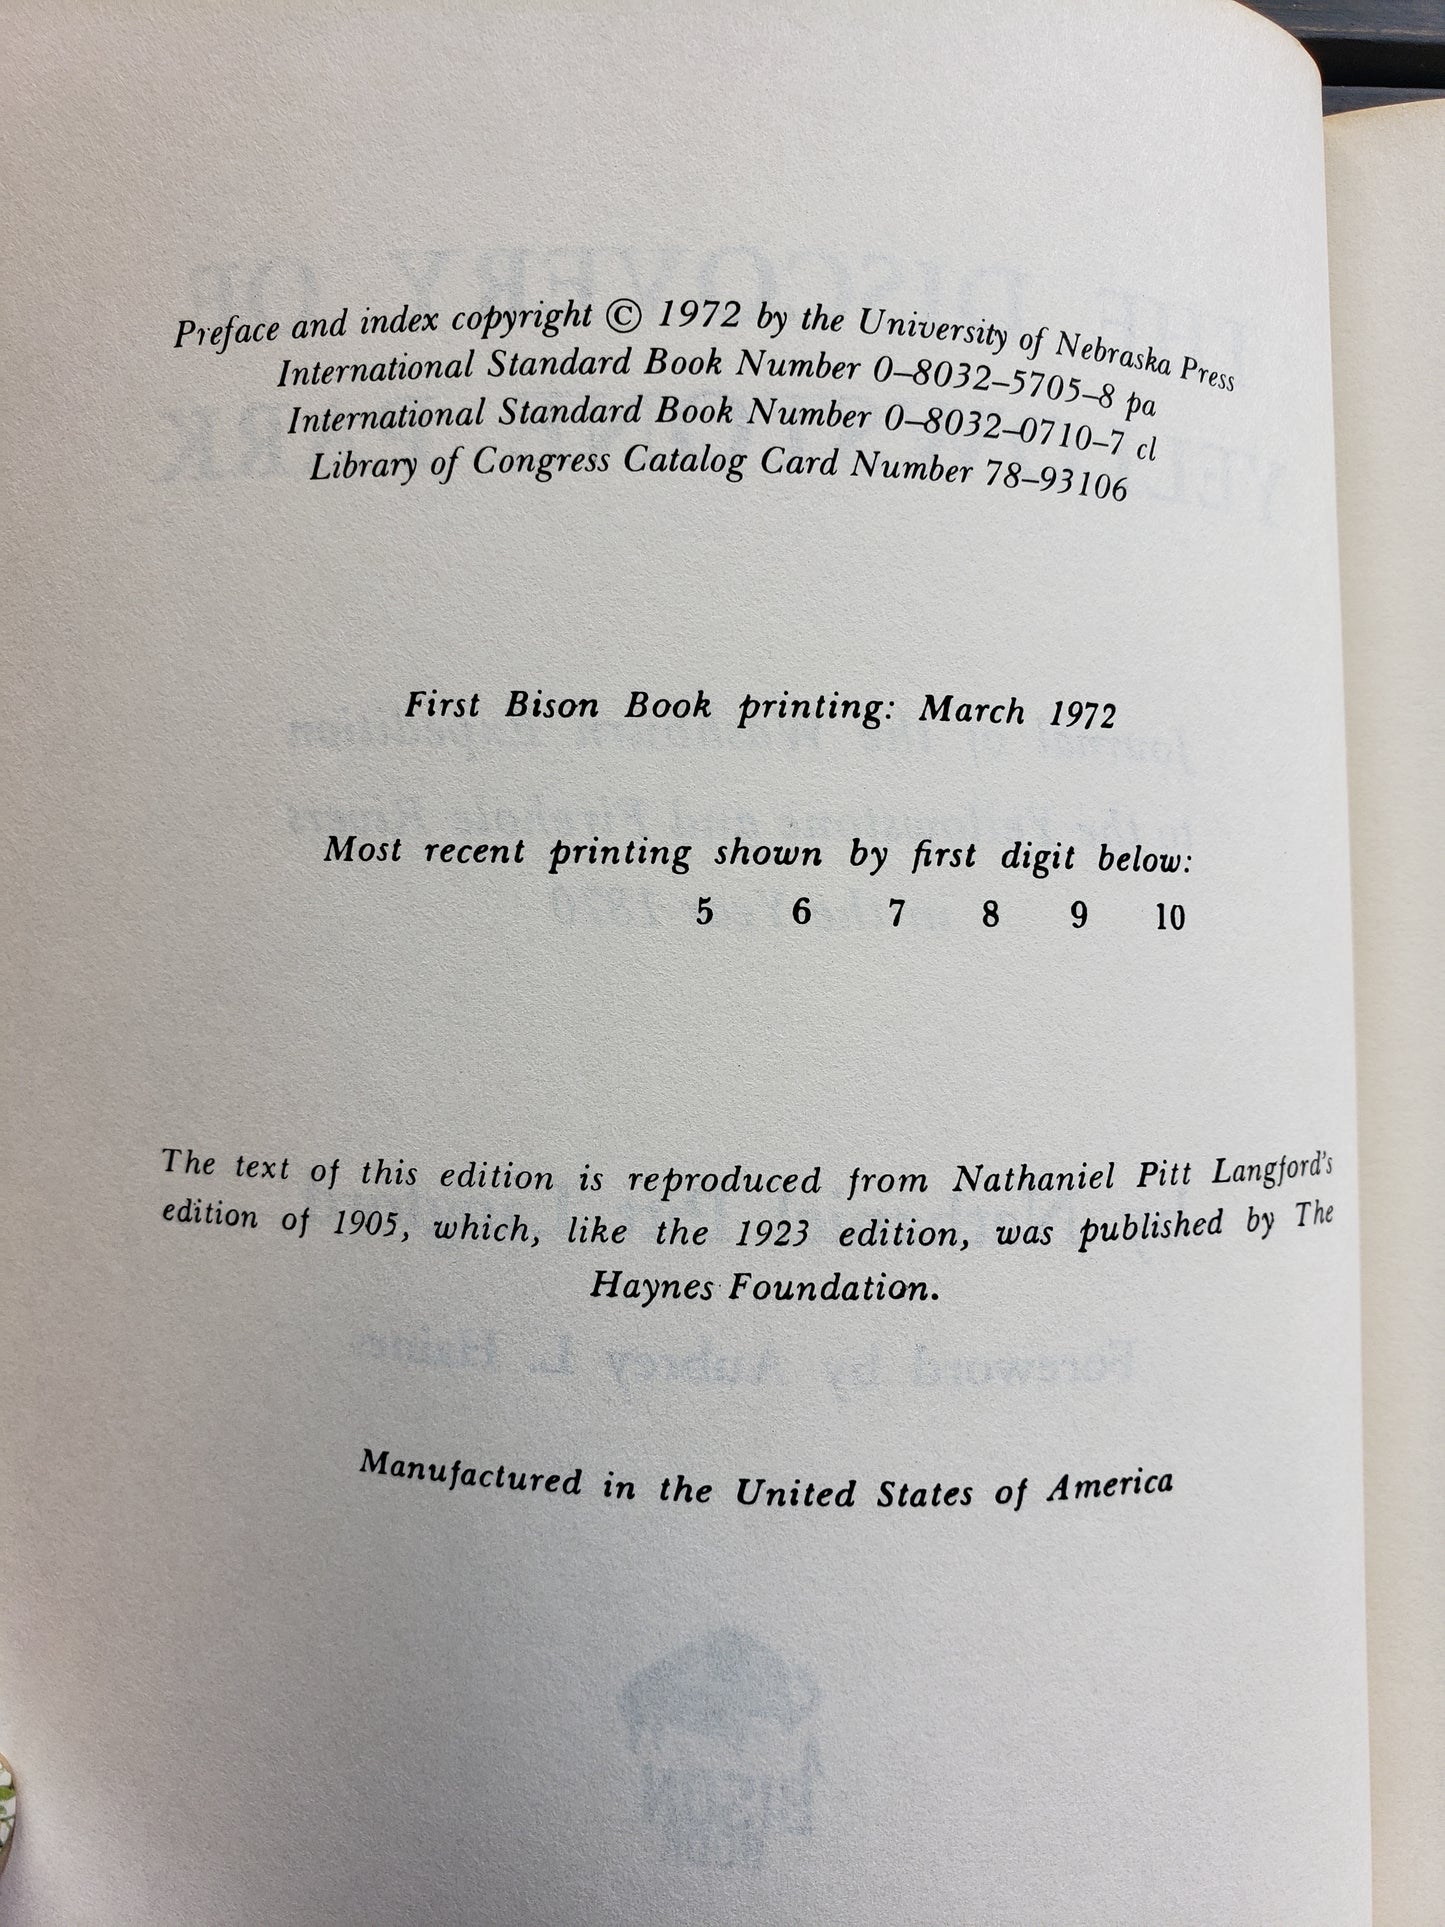 Preface and index copyright © 1972 by the University of Nebraska Press
International Standard Book Number 0–8032–5705–8 pa
International Standard Book Number 0–8032–0710–7 cl
Library of Congress Catalog Card Number 78–93106
First Bison Book printing: March 1972
Most recent printing shown by first digit below:
5 6 7 8 9 10
The text of this edition is reproduced from Nathaniel Pitt Langford's
edition of 1905, which, like the 1923 edition, was published by The
Haynes Foundation.
Manufactured in the United States of America